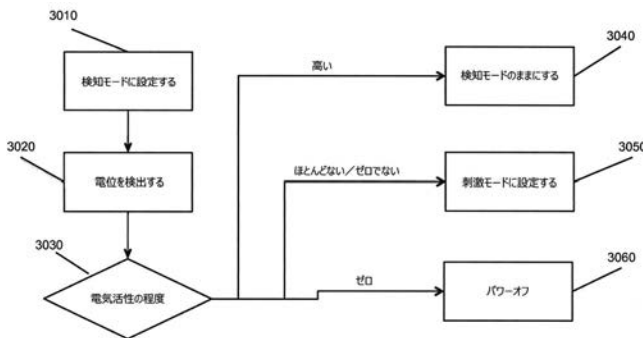 3010
検知モードに設定する
3020
電位を検出する
3030
電気活性の程度
高い
3040
検知モードのままにする
ほとんどない／ゼロでない
3050
刺激モードに設定する
ゼロ
3060
パワーオフ